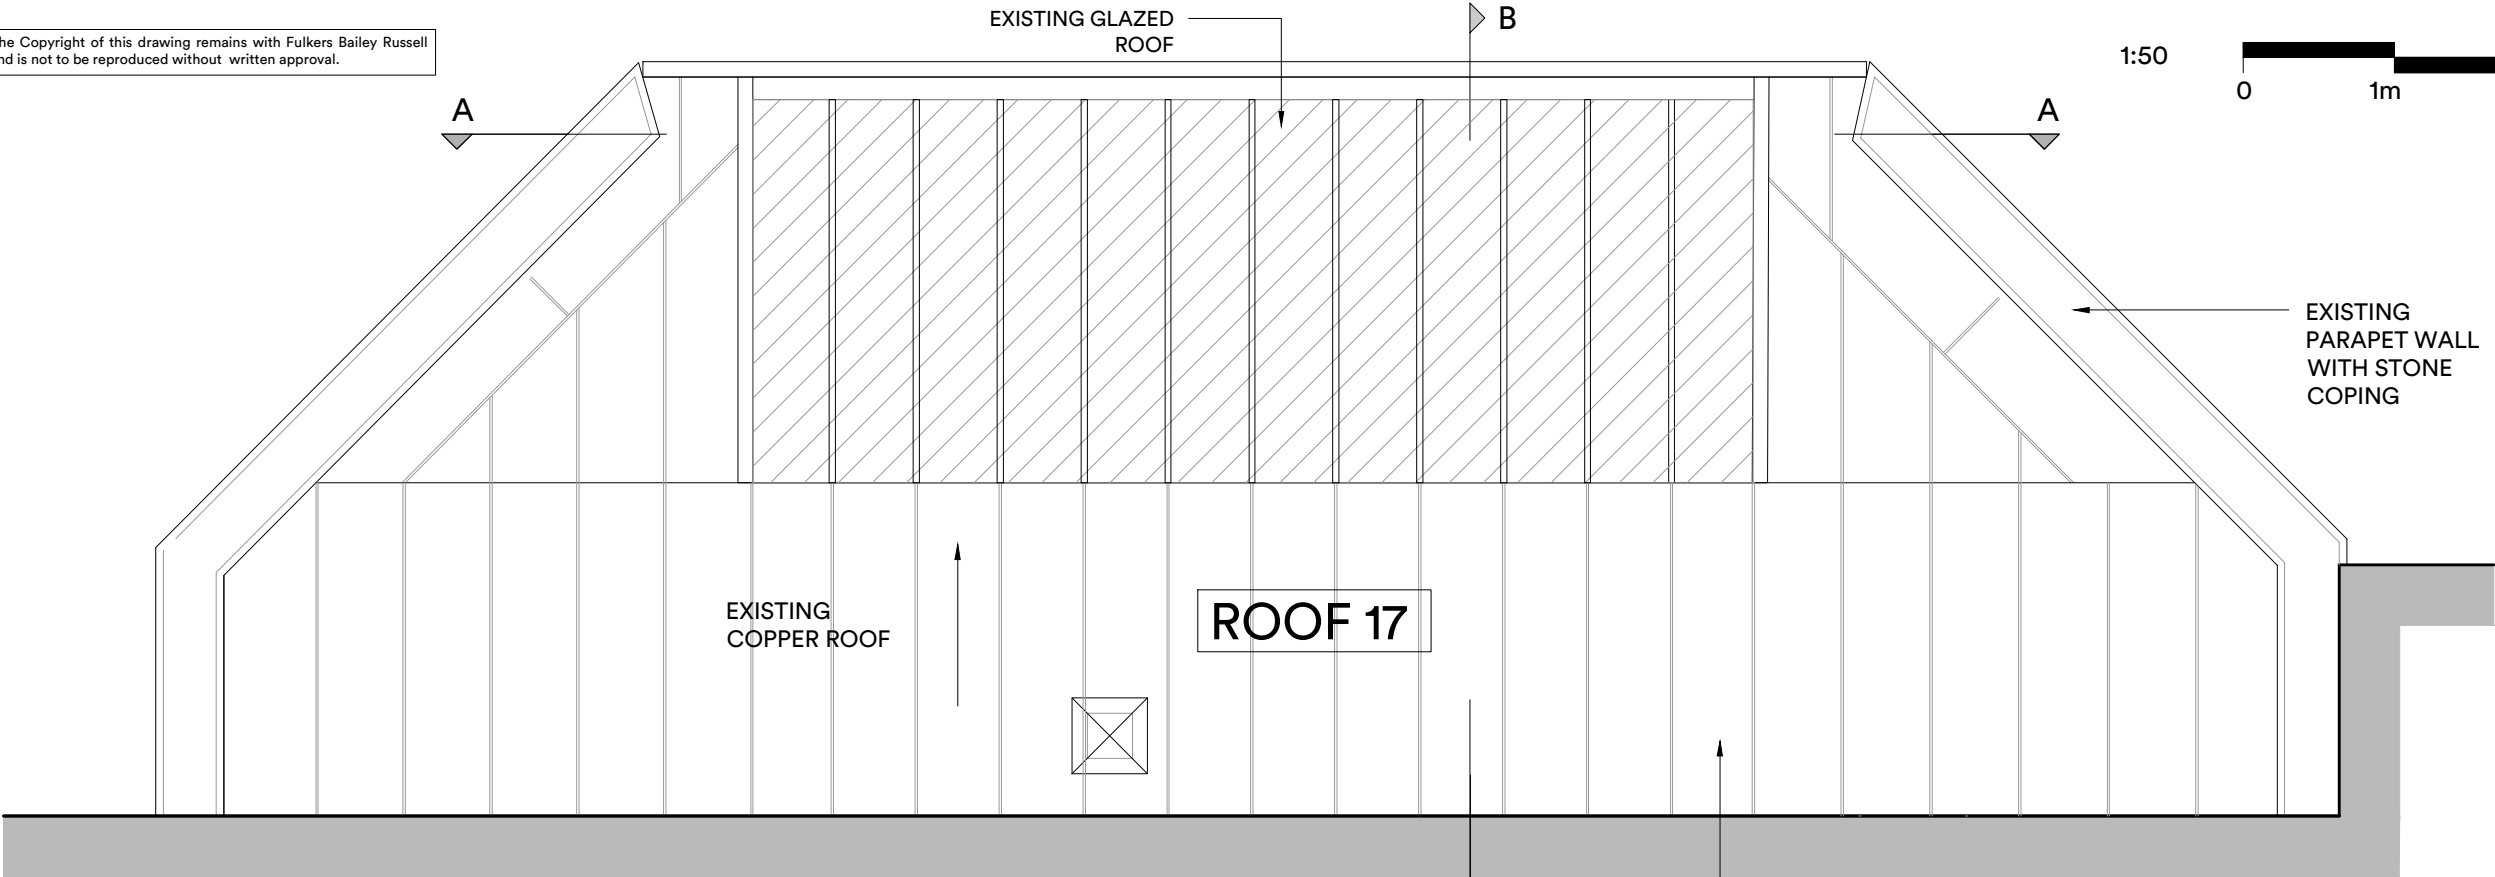 he Copyright of this drawing remains with Fulkers Bailey Russell
nd is not to be reproduced without written approval.
EXISTING GLAZED
ROOF
B
1:50
0
1m
A
A
EXISTING
PARAPET WALL
WITH STONE
COPING
EXISTING
COPPER ROOF
ROOF 17